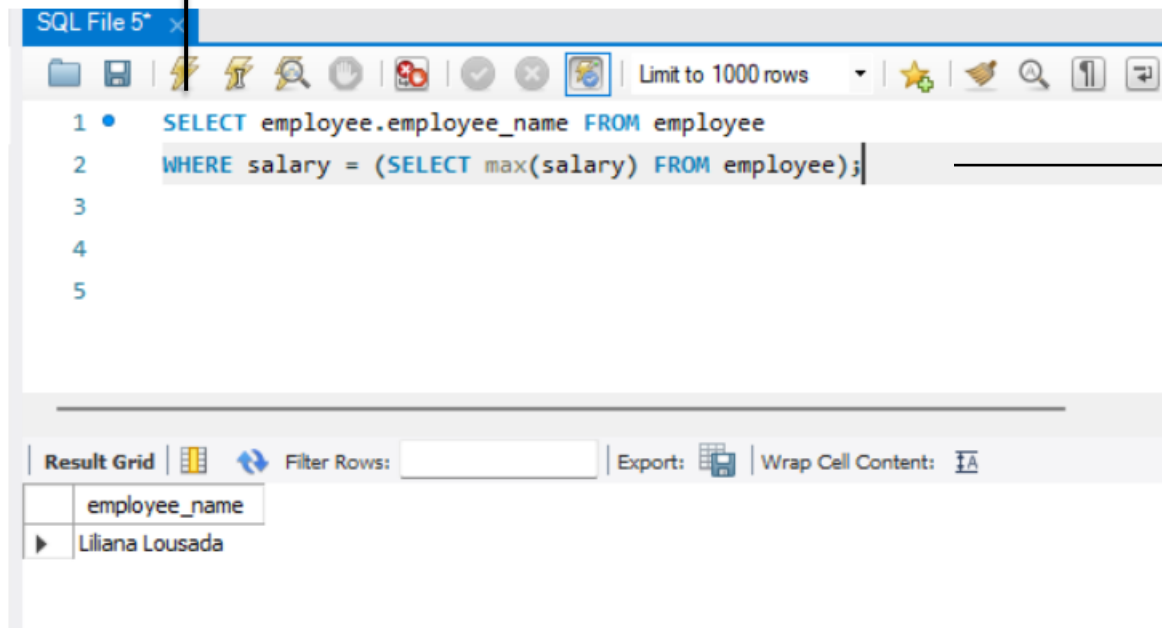 SQL File 5*
Limit to 1000 rows
1 SELECT employee.employee_name FROM employee
2 WHERE salary = (SELECT max(salary) FROM employee);
3
4
5
Result Grid Filter Rows: Export: Wrap Cell Content:
employee_name
Liliana Lousada